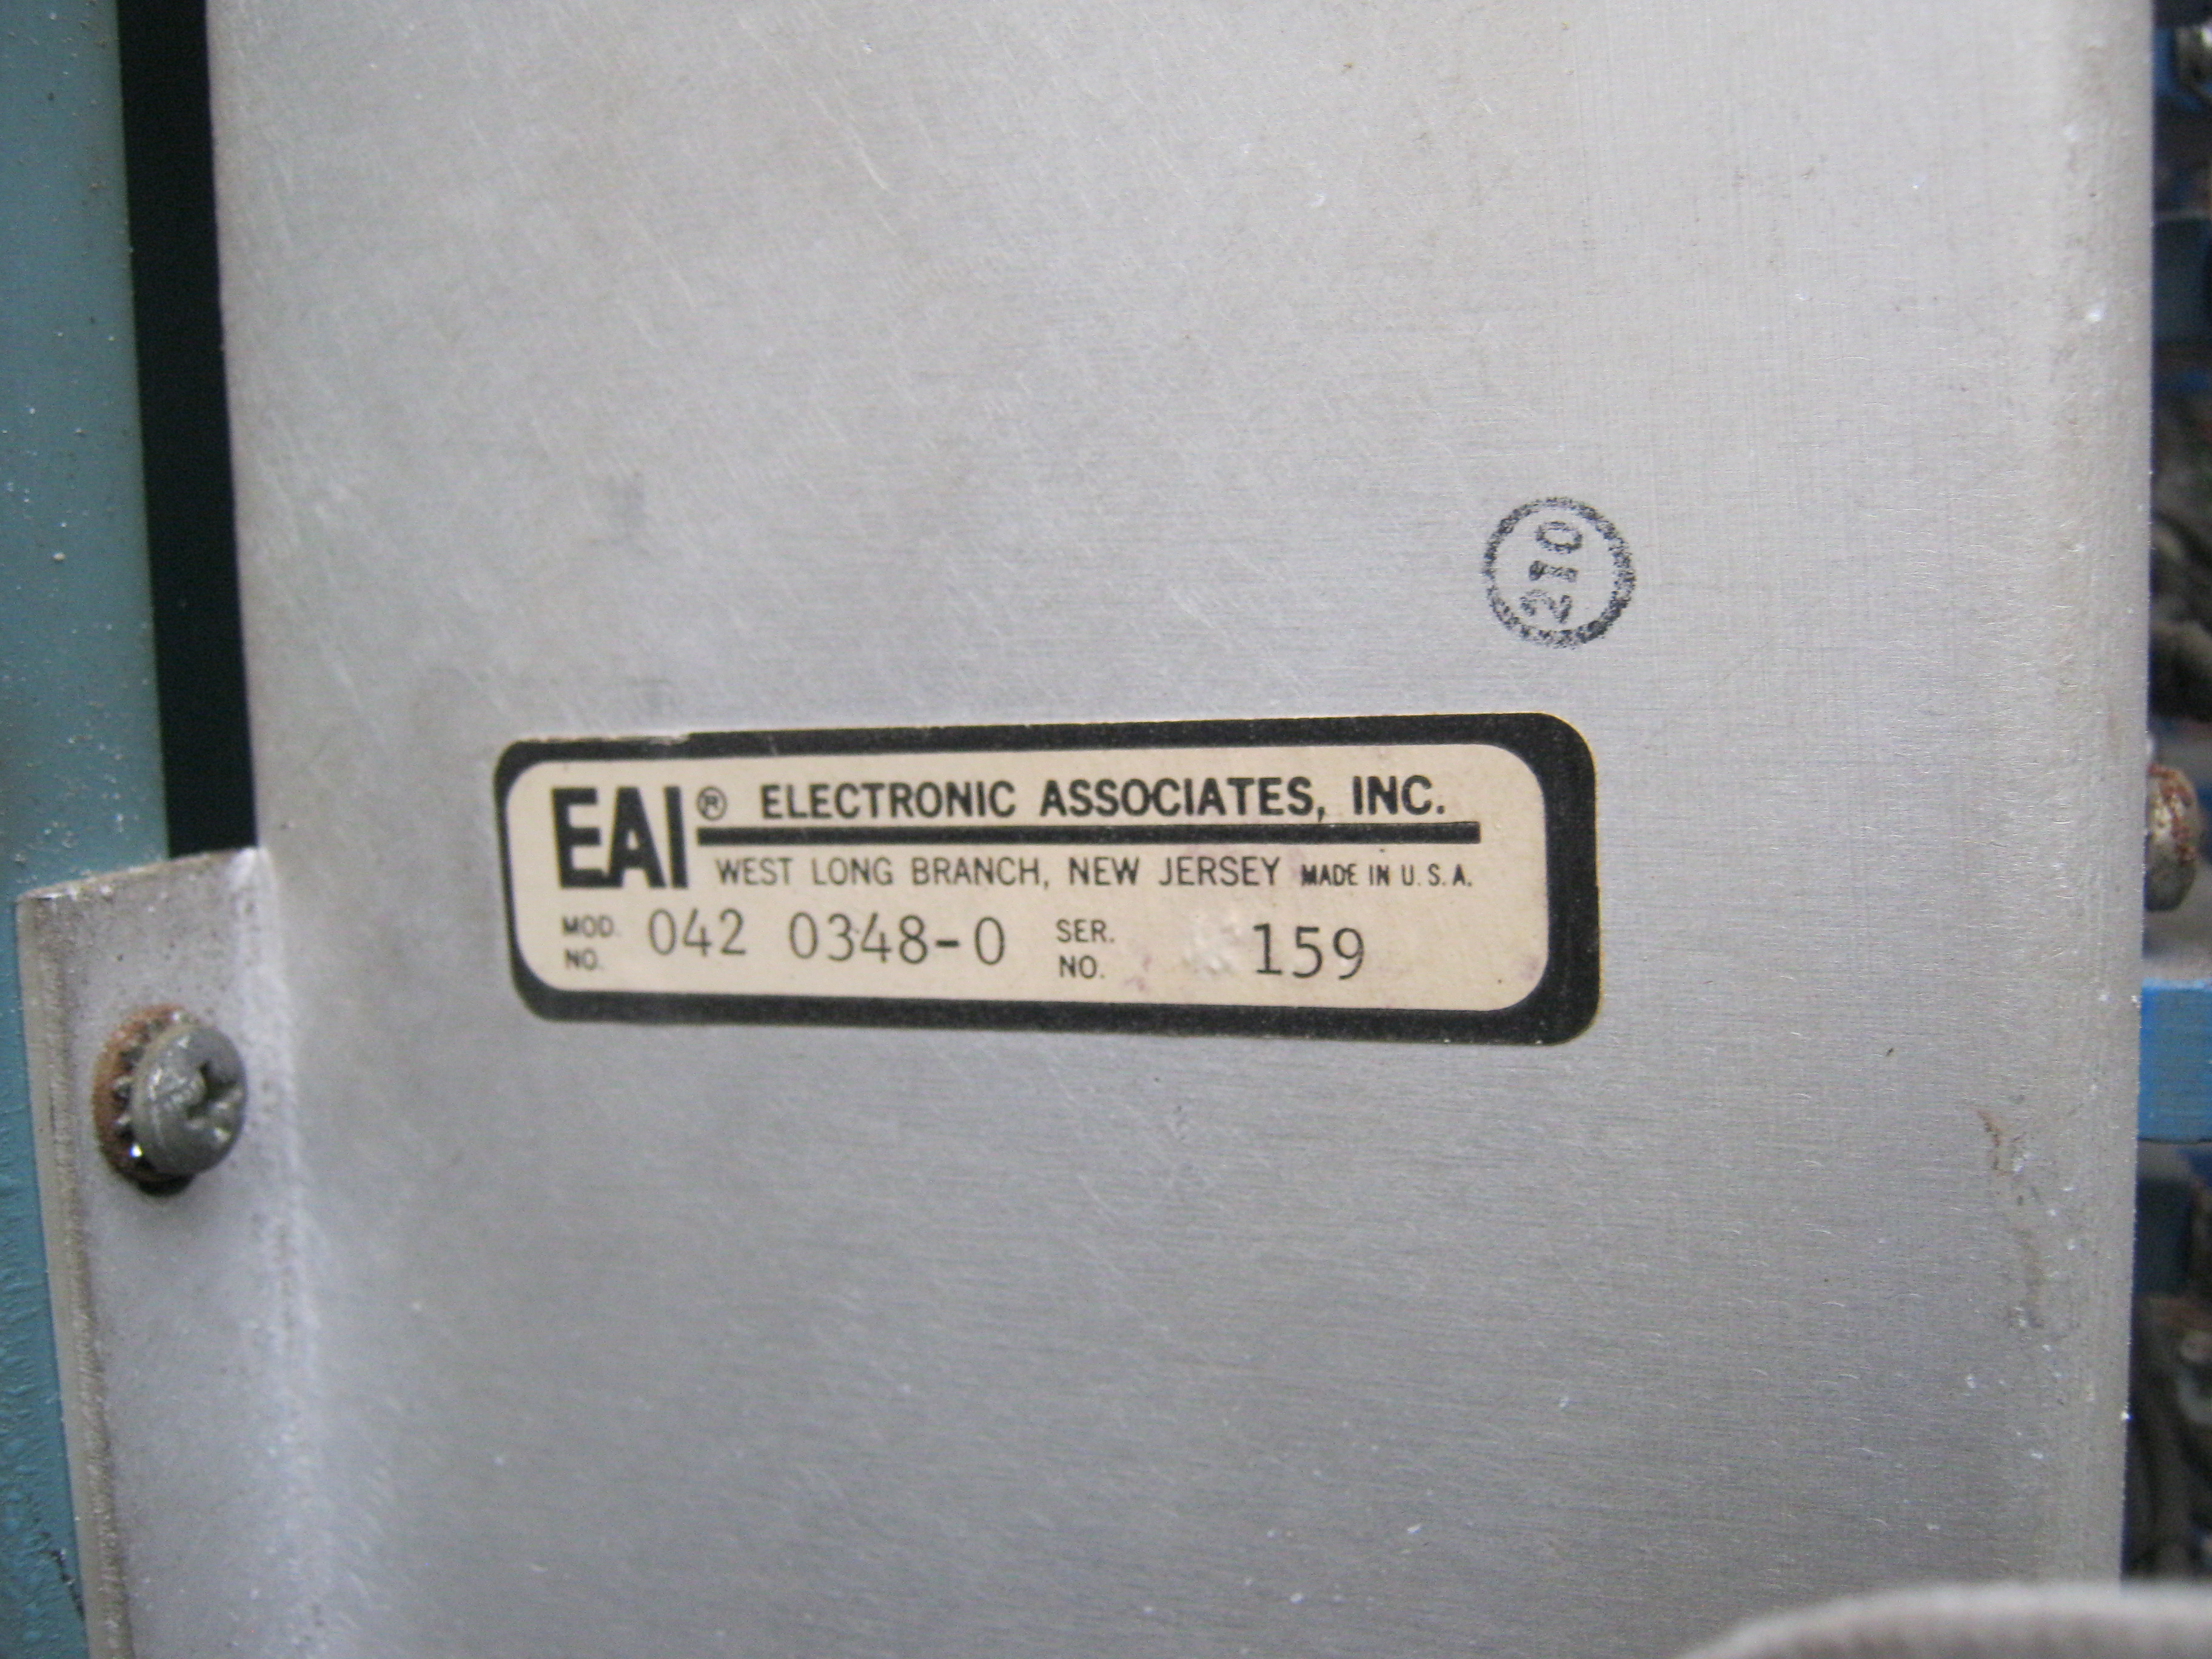 210
EAI® ELECTRONIC ASSOCIATES, INC.
WEST LONG BRANCH, NEW JERSEY MADE IN U.S.A.
MOD. NO. 042 0348-0 SER. NO. 159